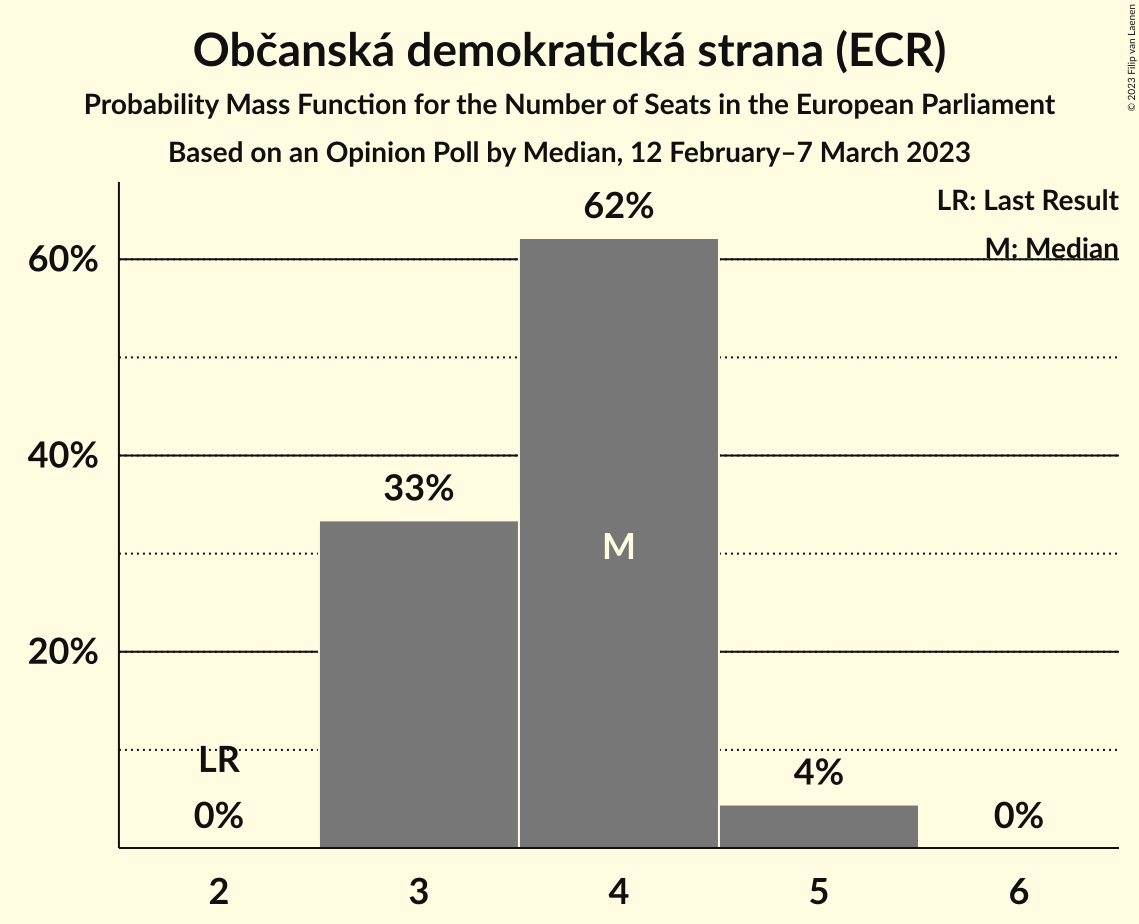 Občanská demokratická strana (ECR)
Probability Mass Function for the Number of Seats in the European Parliament
Based on an Opinion Poll by Median, 12 February–7 March 2023
© 2023 Filip van Laenen
LR: Last Result
M: Median
62%
60%
40%
33%
M
20%
LR
4%
0%
0%
2 3 4 5 6